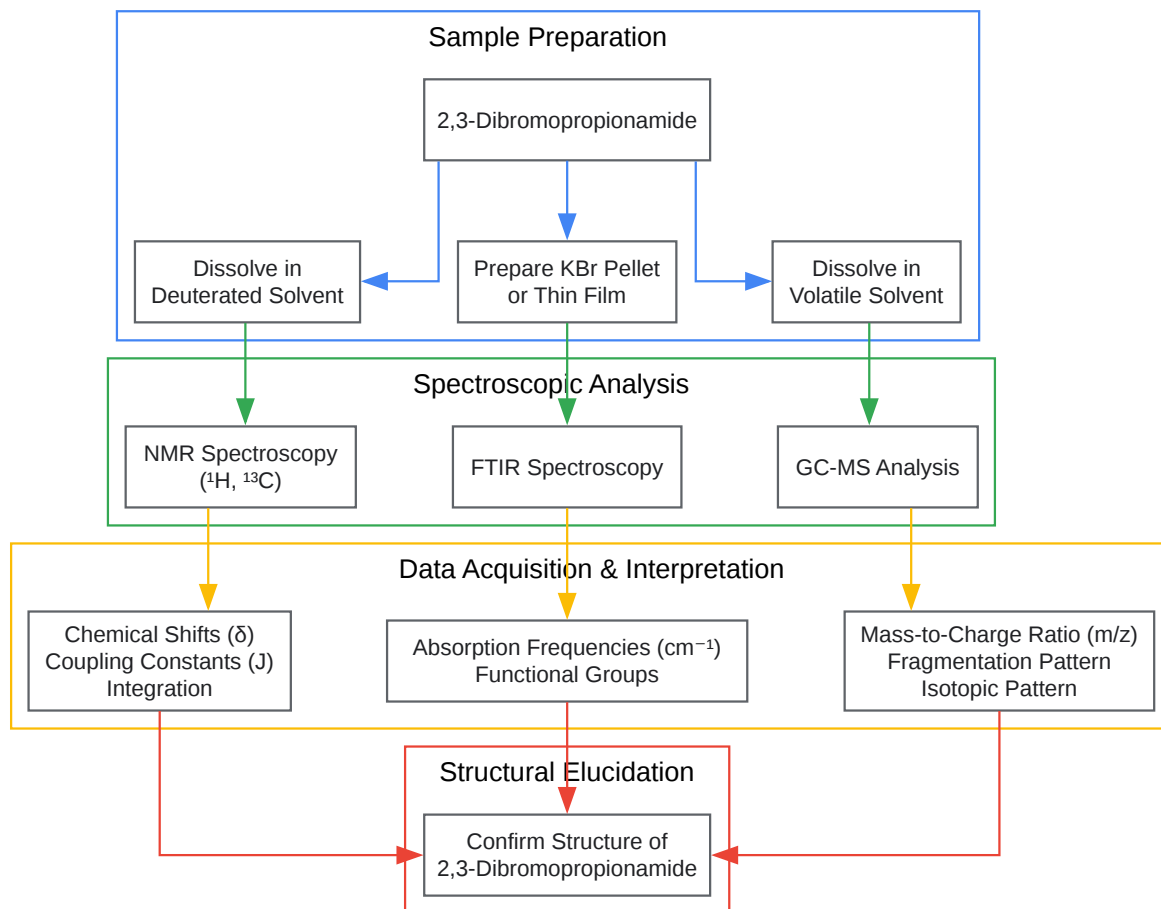 Sample Preparation
2,3-Dibromopropionamide
Dissolve in
Deuterated Solvent
Prepare KBr Pellet
or Thin Film
Dissolve in
Volatile Solvent
Spectroscopic Analysis
NMR Spectroscopy
(¹H, ¹³C)
FTIR Spectroscopy
GC-MS Analysis
Data Acquisition & Interpretation
Chemical Shifts (δ)
Coupling Constants (J)
Integration
Absorption Frequencies (cm⁻¹)
Functional Groups
Mass-to-Charge Ratio (m/z)
Fragmentation Pattern
Isotopic Pattern
Structural Elucidation
Confirm Structure of
2,3-Dibromopropionamide